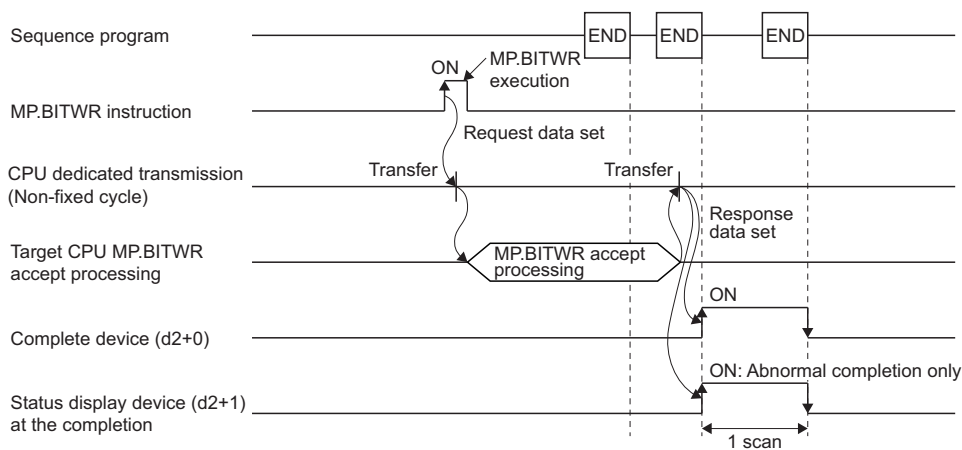 Sequence program
END
END
END
ON
MP.BITWR
execution
MP.BITWR instruction
Request data set
CPU dedicated transmission
(Non-fixed cycle)
Transfer
Transfer
Response
data set
Target CPU MP.BITWR
accept processing
MP.BITWR accept
processing
ON
Complete device (d2+0)
ON: Abnormal completion only
Status display device (d2+1)
at the completion
1 scan